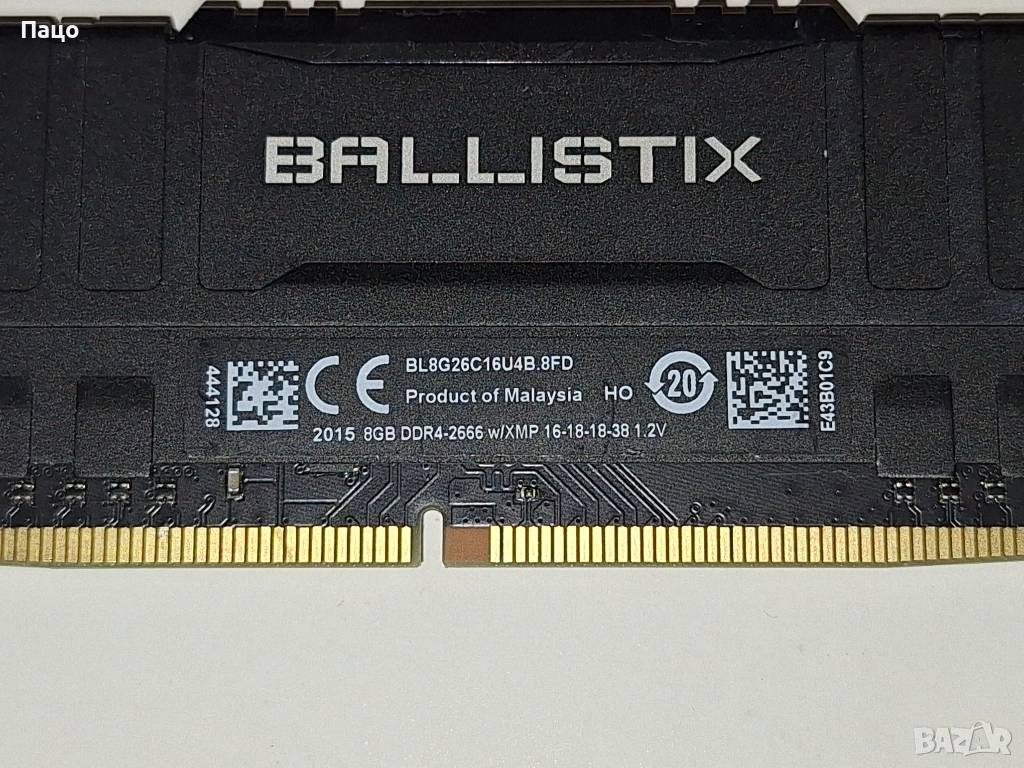 Пацо
BALLISTIX
444128
BL8G26C16U4B.8FD
Product of Malaysia HO
20
2015 8GB DDR4-2666 w/XMP 16-18-18-38 1.2V
E43B01C9
BAZAR